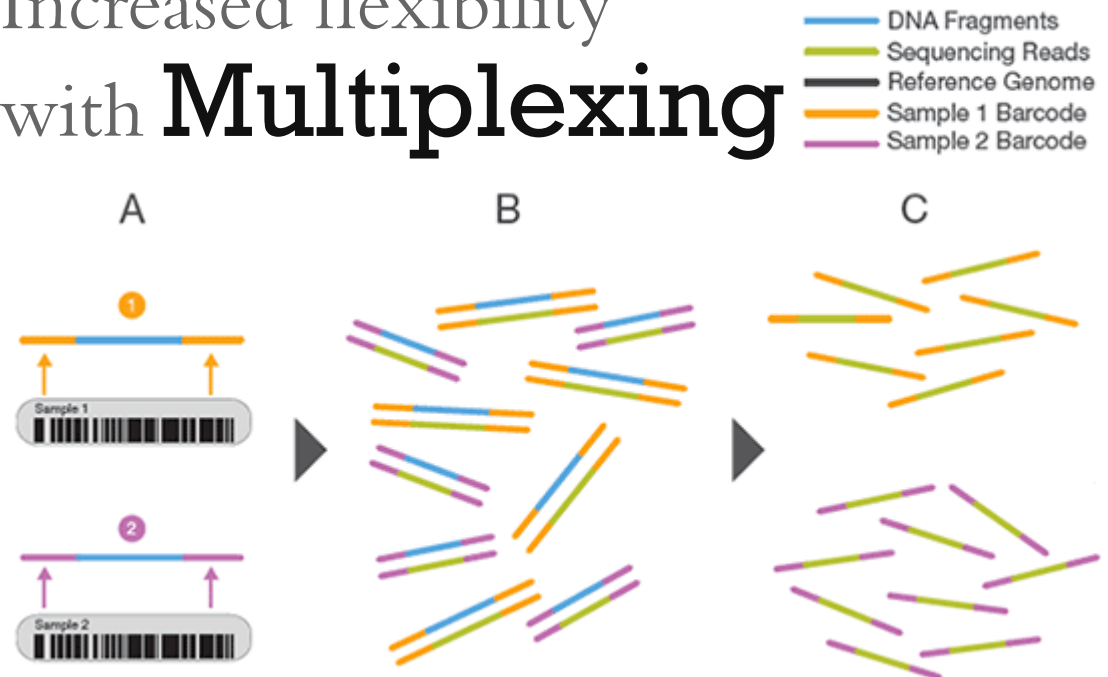 Increased flexibility
with Multiplexing
DNA Fragments
Sequencing Reads
Reference Genome
Sample 1 Barcode
Sample 2 Barcode
A
B
C
1
Sample 1
2
Sample 2